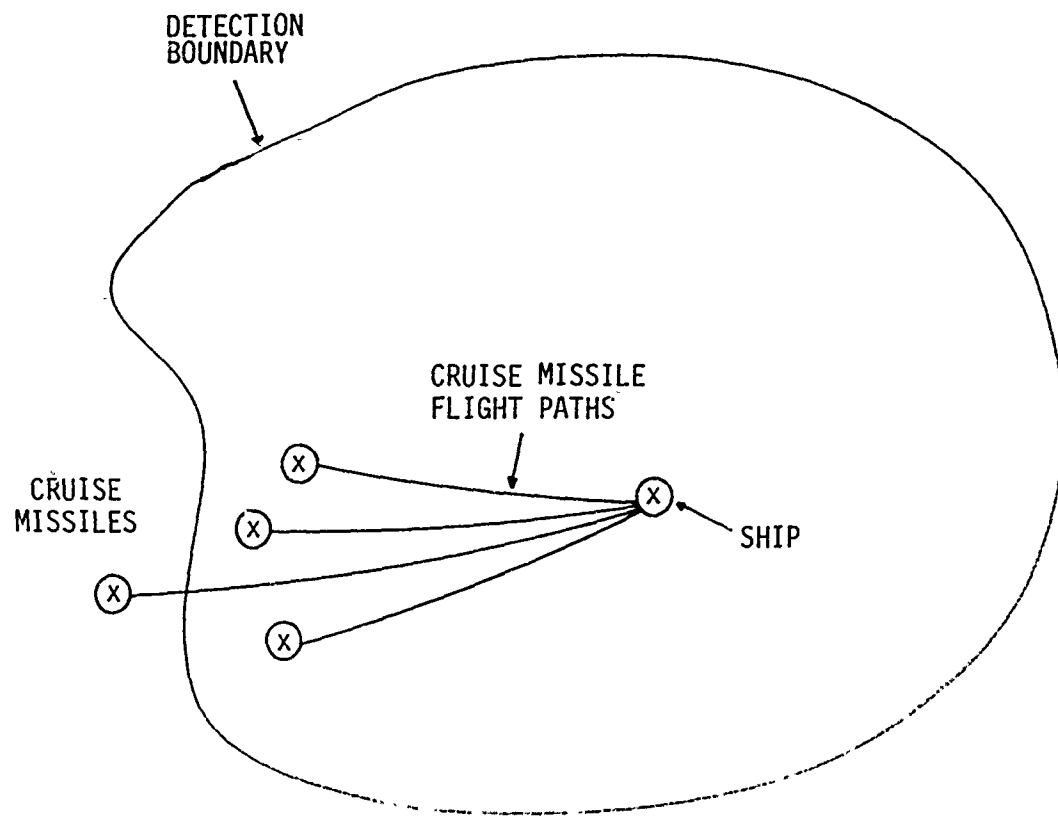 DETECTION
BOUNDARY
CRUISE MISSILE
FLIGHT PATHS
X
CRUISE
MISSILES
X
X
SHIP
X
X